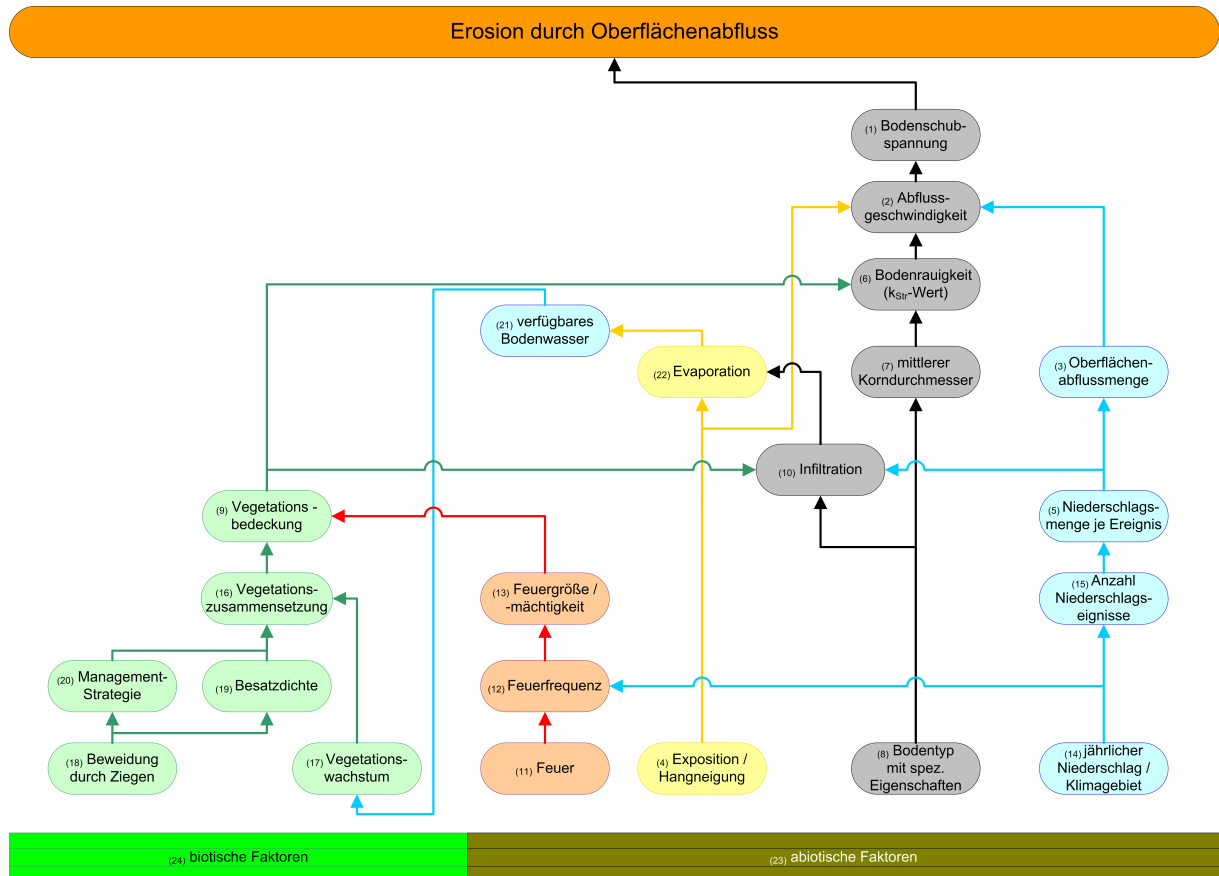 Erosion durch Oberflächenabfluss
(1) Bodenschub-
spannung
(2) Abfluss-
geschwindigkeit
(6) Bodenrauigkeit
(kStr-Wert)
(21) verfügbares
Bodenwasser
(22) Evaporation
(7) mittlerer
Korndurchmesser
(3) Oberflächen-
abflussmenge
(10) Infiltration
(9) Vegetations -
bedeckung
(5) Niederschlags-
menge je Ereignis
(16) Vegetations-
zusammensetzung
(13) Feuergröße /
-mächtigkeit
(15) Anzahl
Niederschlags-
eignisse
(20) Management-
Strategie
(19) Besatzdichte
(12) Feuerfrequenz
(18) Beweidung
durch Ziegen
(17) Vegetations-
wachstum
(11) Feuer
(4) Exposition /
Hangneigung
(8) Bodentyp
mit spez.
Eigenschaften
(14) jährlicher
Niederschlag /
Klimagebiet
(24) biotische Faktoren
(23) abiotische Faktoren